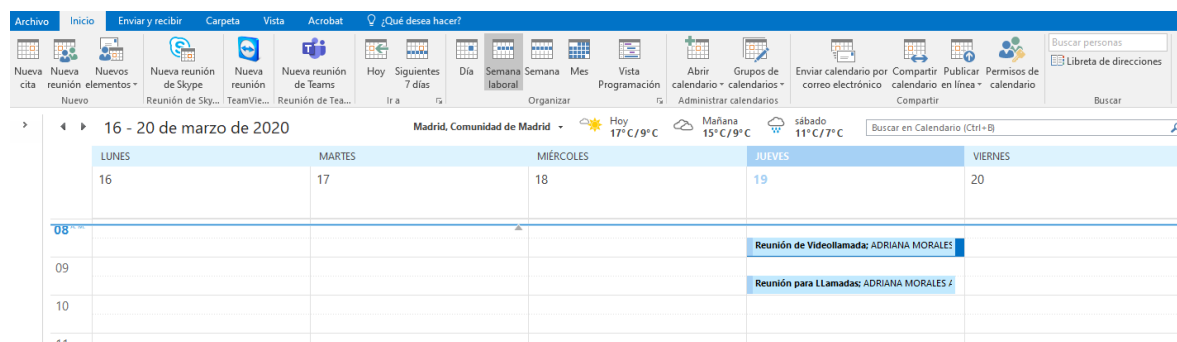 Archivo Inicio Enviar y recibir Carpeta Vista Acrobat ¿Qué desea hacer?
Nueva cita
Nueva reunión
Nuevos elementos
Nuevo
Nueva reunión de Skype
Reunión de Sky...
Nueva reunión
TeamVie...
Nueva reunión de Teams
Reunión de Tea...
Hoy
Siguientes 7 días
Ir a
Día
Semana laboral
Semana
Mes
Vista Programación
Organizar
Abrir calendario
Grupos de calendarios
Administrar calendarios
Enviar calendario por correo electrónico
Compartir calendario
Publicar en línea
Permisos de calendario
Compartir
Buscar personas
Libreta de direcciones
Buscar
16 - 20 de marzo de 2020
Madrid, Comunidad de Madrid
Hoy
17° C/9° C
Mañana
15° C/9° C
sábado
11° C/7° C
Buscar en Calendario (Ctrl+B)
LUNES MARTES MIÉRCOLES JUEVES VIERNES
16 17 18 19 20
08
Reunión de Videollamada; ADRIANA MORALES
09
Reunión para LLamadas; ADRIANA MORALES
10